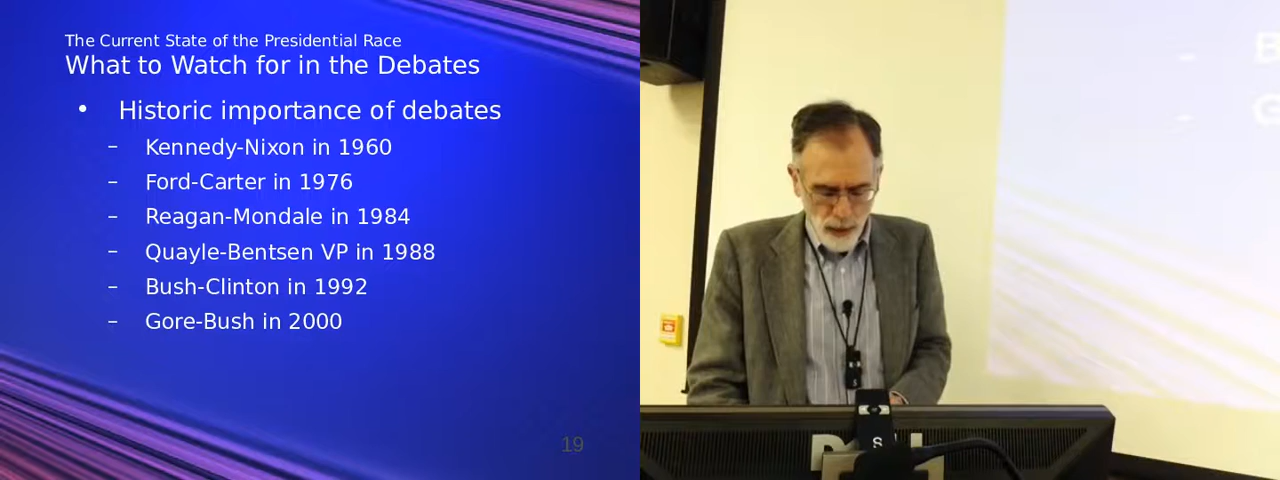 The Current State of the Presidential Race
What to Watch for in the Debates
• Historic importance of debates
– Kennedy-Nixon in 1960
– Ford-Carter in 1976
– Reagan-Mondale in 1984
– Quayle-Bentsen VP in 1988
– Bush-Clinton in 1992
– Gore-Bush in 2000
19
– B
– G
S